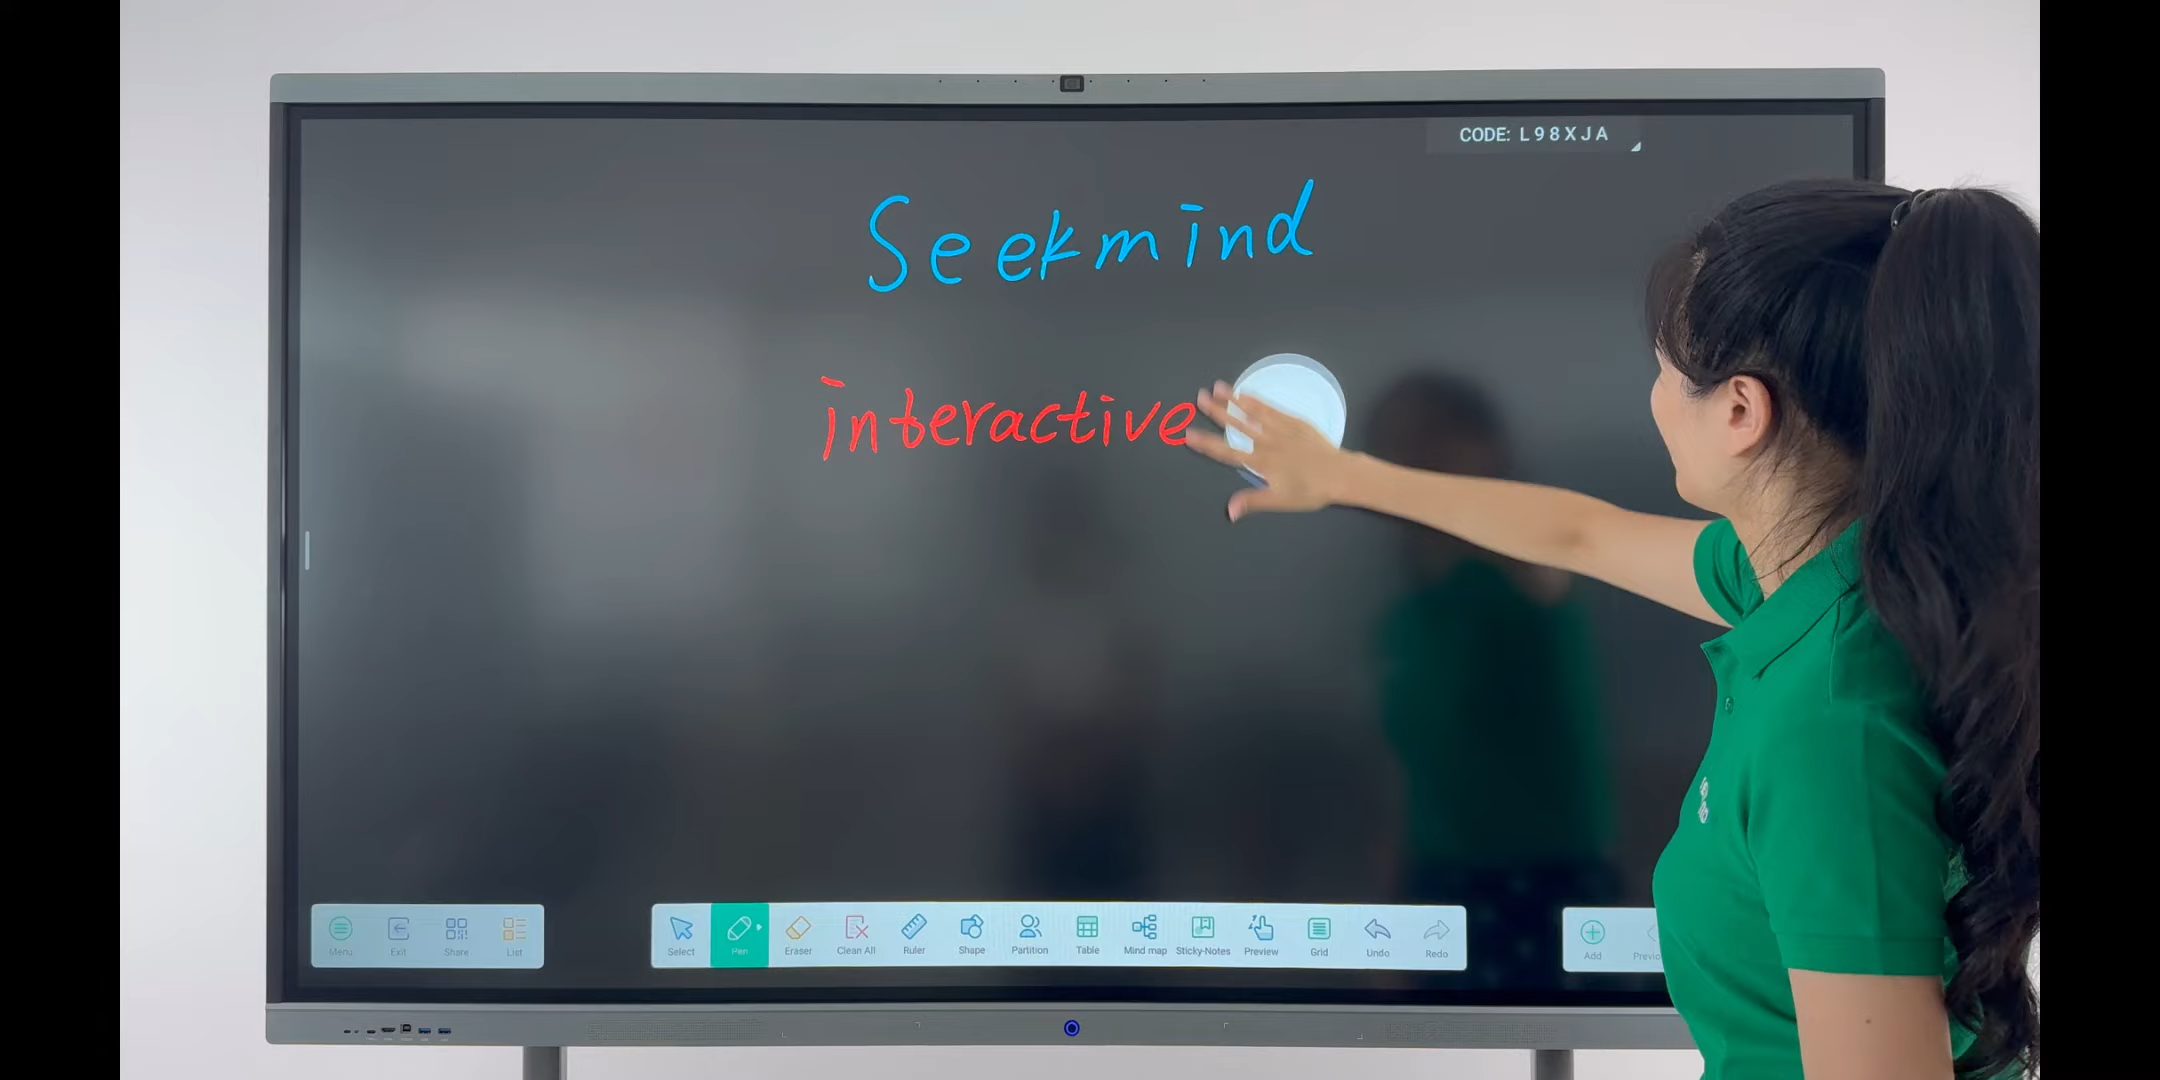 CODE: L98XJA
Seekmind
interactive
Menu Exit Share List
Select Pen Eraser Clean All Ruler Shape Partition Table Mind map Sticky-Notes Preview Grid Undo Redo
Add Previo